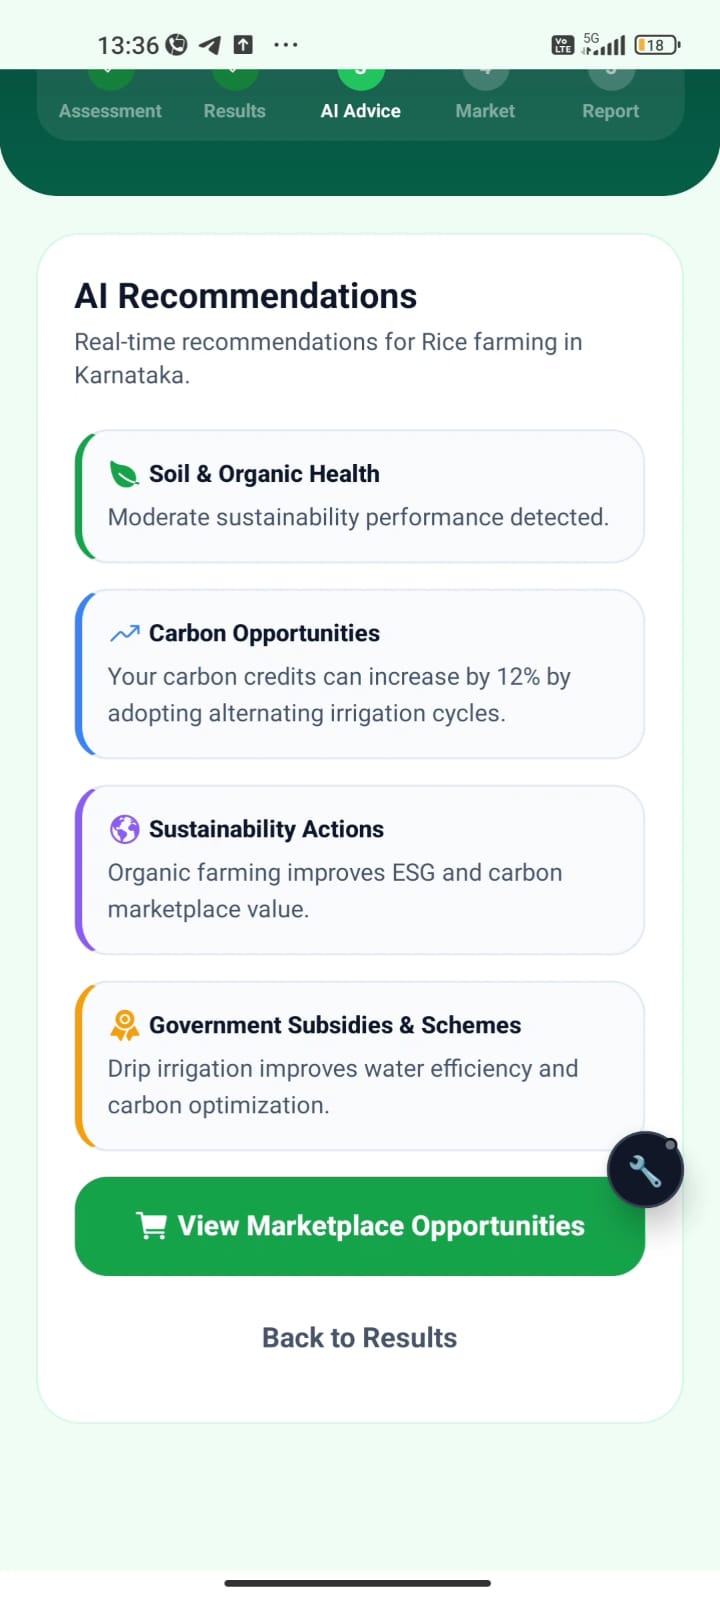 13:36
Vo
LTE
5G
18
Assessment
Results
AI Advice
Market
Report
AI Recommendations
Real-time recommendations for Rice farming in
Karnataka.
Soil & Organic Health
Moderate sustainability performance detected.
Carbon Opportunities
Your carbon credits can increase by 12% by
adopting alternating irrigation cycles.
Sustainability Actions
Organic farming improves ESG and carbon
marketplace value.
Government Subsidies & Schemes
Drip irrigation improves water efficiency and
carbon optimization.
View Marketplace Opportunities
Back to Results